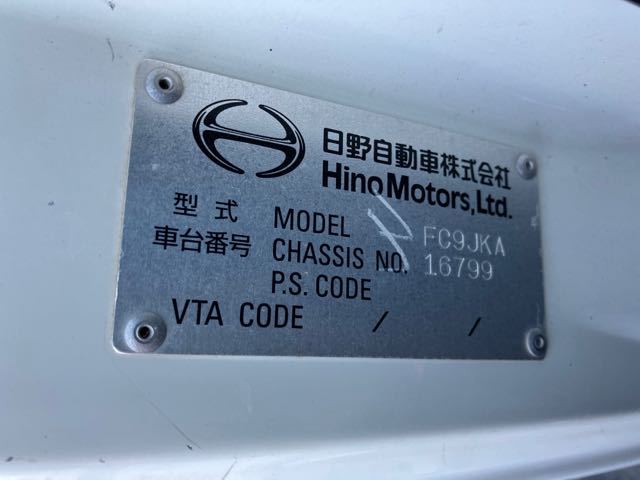 日野自動車株式会社
Hino Motors, Ltd.
型式 MODEL FC9JKA
車台番号 CHASSIS NO. 16799
P.S. CODE
VTA CODE / /